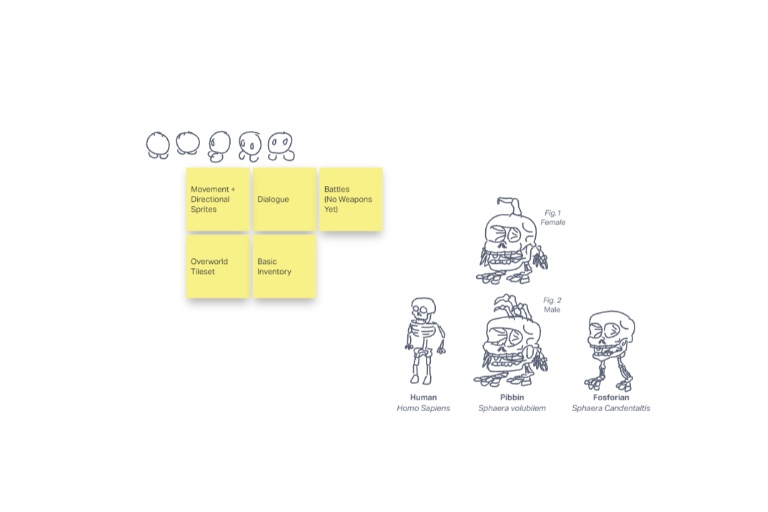 Movement +
Directional
Sprites
Dialogue
Battles
(No Weapons
Yet)
Overworld
Tileset
Basic
Inventory
Fig.1
Female
Fig. 2
Male
Human
Homo Sapiens
Pibbin
Sphaera volubilem
Fosforian
Sphaera Candentaltis